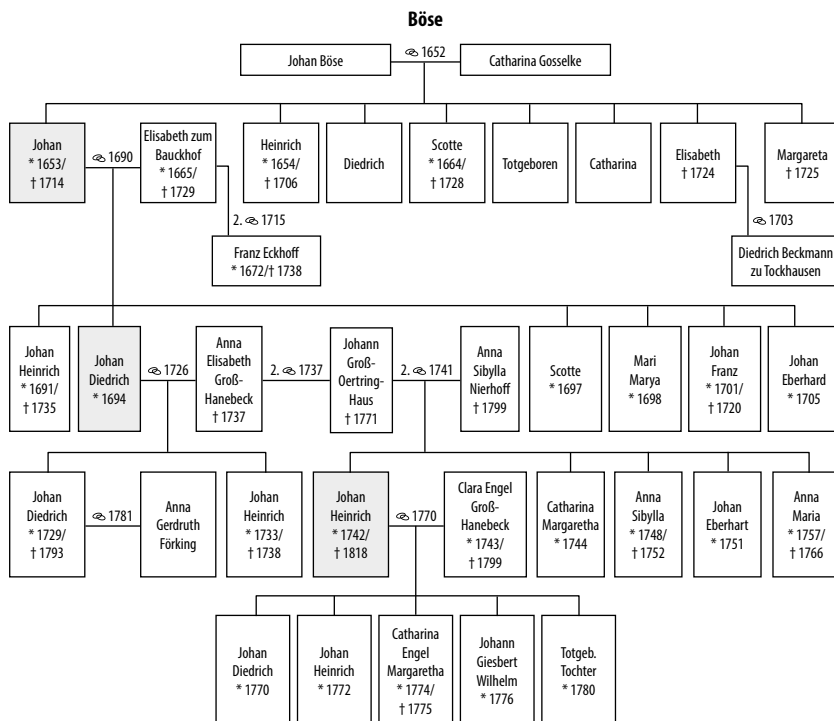 Böse
Johan Böse
⚭ 1652
Catharina Gosselke
Johan
* 1653/
† 1714
⚭ 1690
Elisabeth zum
Bauckhof
* 1665/
† 1729
Heinrich
* 1654/
† 1706
Diedrich
Scotte
* 1664/
† 1728
Totgeboren
Catharina
Elisabeth
† 1724
Margareta
† 1725
2. ⚭ 1715
Franz Eckhoff
* 1672/† 1738
⚭ 1703
Diedrich Beckmann
zu Tockhausen
Johan
Heinrich
* 1691/
† 1735
Johan
Diedrich
* 1694
⚭ 1726
Anna
Elisabeth
Groß-
Hanebeck
† 1737
2. ⚭ 1737
Johann
Groß-
Oertring-
Haus
† 1771
2. ⚭ 1741
Anna
Sibylla
Nierhoff
† 1799
Scotte
* 1697
Mari
Marya
* 1698
Johan
Franz
* 1701/
† 1720
Johan
Eberhard
* 1705
Johan
Diedrich
* 1729/
† 1793
⚭ 1781
Anna
Gerdruth
Förking
Johan
Heinrich
* 1733/
† 1738
Johan
Heinrich
* 1742/
† 1818
⚭ 1770
Clara Engel
Groß-
Hanebeck
* 1743/
† 1799
Catharina
Margaretha
* 1744
Anna
Sibylla
* 1748/
† 1752
Johan
Eberhart
* 1751
Anna
Maria
* 1757/
† 1766
Johan
Diedrich
* 1770
Johan
Heinrich
* 1772
Catharina
Engel
Margaretha
* 1774/
† 1775
Johann
Giesbert
Wilhelm
* 1776
Totgeb.
Tochter
* 1780